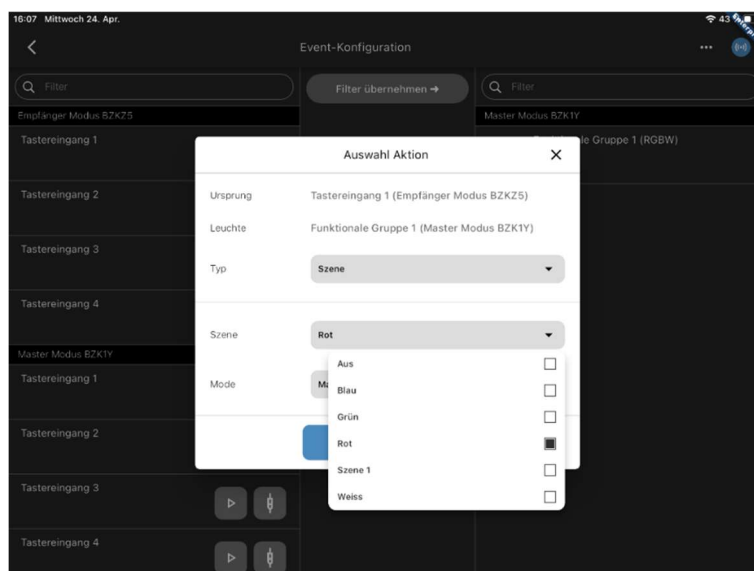 16:07 Mittwoch 24. Apr.
43
Event-Konfiguration
Filter
Filter übernehmen
Filter
Empfänger Modus BZKZ5
Master Modus BZK1Y
Tastereingang 1
Gruppe 1 (RGBW)
Tastereingang 2
Tastereingang 3
Tastereingang 4
Master Modus BZK1Y
Tastereingang 1
Tastereingang 2
Tastereingang 3
Tastereingang 4
Auswahl Aktion
Ursprung Tastereingang 1 (Empfänger Modus BZKZ5)
Leuchte Funktionale Gruppe 1 (Master Modus BZK1Y)
Typ Szene
Szene Rot
Mode
Aus
Blau
Grün
Rot
Szene 1
Weiss